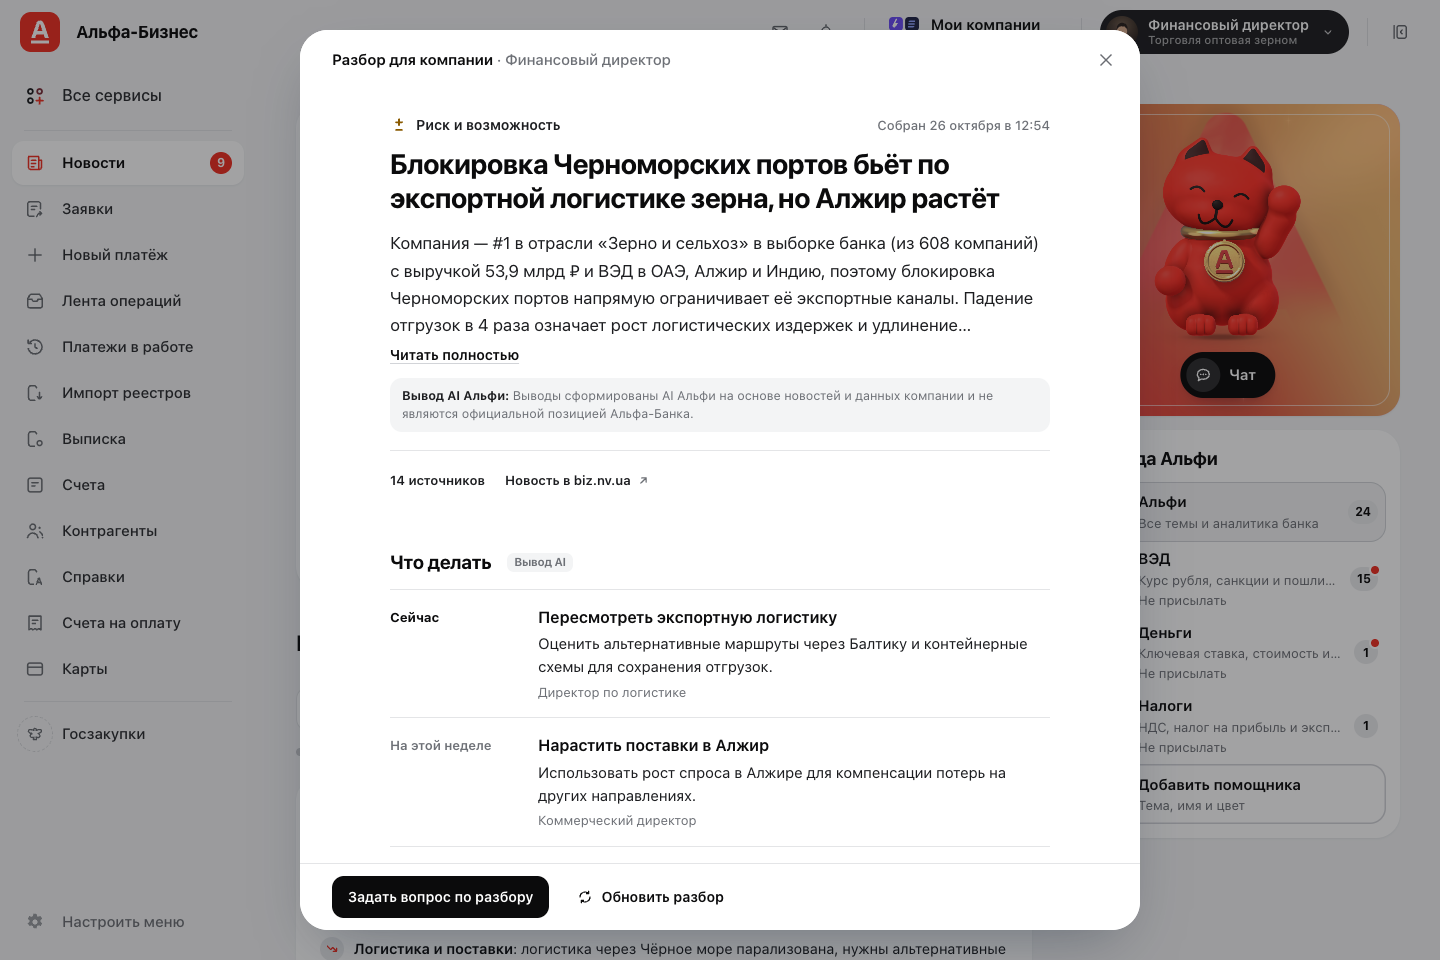 Альфа-Бизнес
Мои компании
Финансовый директор
Торговля оптовая зерном
Все сервисы
Новости
9
Заявки
Новый платёж
Лента операций
Платежи в работе
Импорт реестров
Выписка
Счета
Контрагенты
Справки
Счета на оплату
Карты
Госзакупки
Настроить меню
Разбор для компании · Финансовый директор
Риск и возможность
Собран 26 октября в 12:54
Блокировка Черноморских портов бьёт по
экспортной логистике зерна, но Алжир растёт
Компания — #1 в отрасли «Зерно и сельхоз» в выборке банка (из 608 компаний)
с выручкой 53,9 млрд ₽ и ВЭД в ОАЭ, Алжир и Индию, поэтому блокировка
Черноморских портов напрямую ограничивает её экспортные каналы. Падение
отгрузок в 4 раза означает рост логистических издержек и удлинение...
Читать полностью
Вывод AI Альфи: Выводы сформированы AI Альфи на основе новостей и данных компании и не
являются официальной позицией Альфа-Банка.
14 источников Новость в biz.nv.ua
Что делать
Вывод AI
Сейчас
Пересмотреть экспортную логистику
Оценить альтернативные маршруты через Балтику и контейнерные
схемы для сохранения отгрузок.
Директор по логистике
На этой неделе
Нарастить поставки в Алжир
Использовать рост спроса в Алжире для компенсации потерь на
других направлениях.
Коммерческий директор
Задать вопрос по разбору
Обновить разбор
Логистика и поставки: логистика через Чёрное море парализована, нужны альтернативные
Чат
да Альфи
Альфи
Все темы и аналитика банка
24
ВЭД
Курс рубля, санкции и пошли...
Не присылать
15
Деньги
Ключевая ставка, стоимость и...
Не присылать
1
Налоги
НДС, налог на прибыль и эксп...
Не присылать
1
Добавить помощника
Тема, имя и цвет